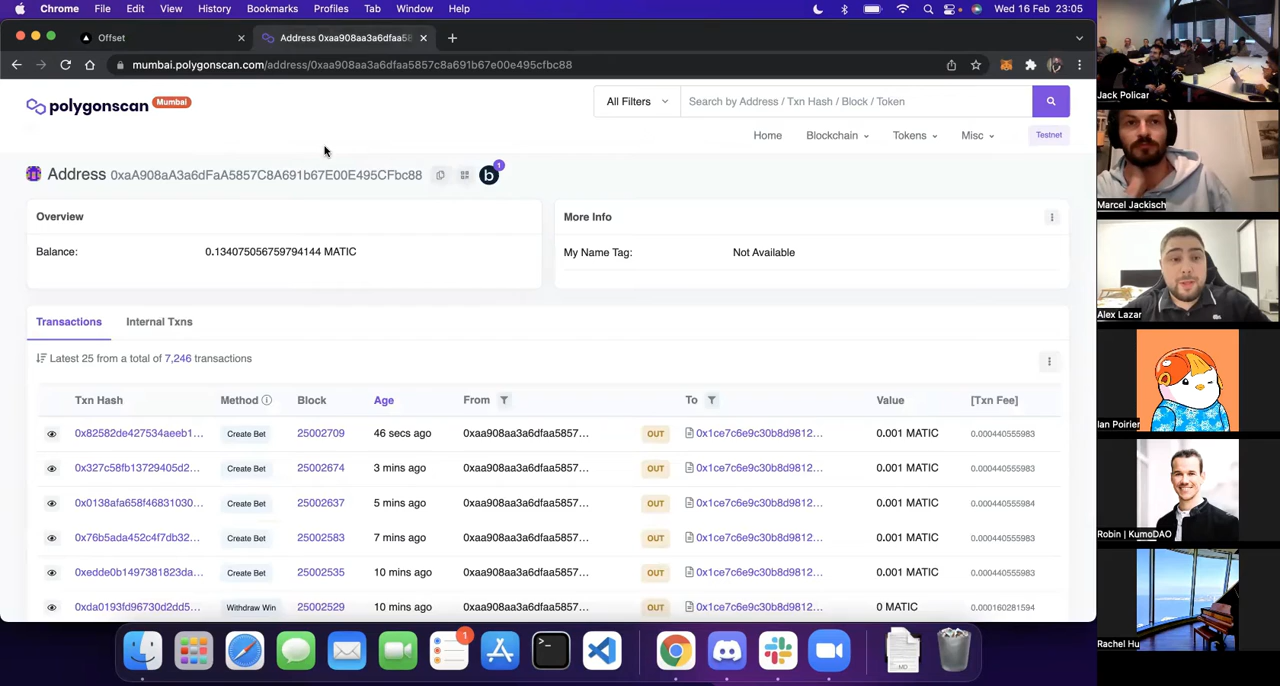 Chrome File Edit View History Bookmarks Profiles Tab Window Help Wed 16 Feb 23:05
Offset Address 0xaa908aa3a6dfaa58
mumbai.polygonscan.com/address/0xaa908aa3a6dfaa5857c8a691b67e00e495cfbc88
polygonscan Mumbai All Filters Search by Address / Txn Hash / Block / Token
Home Blockchain Tokens Misc Testnet
Address 0xaA908aA3a6dFaA5857C8A691b67E00E495CFbc88 b 1
Overview More Info
Balance: 0.134075056759794144 MATIC My Name Tag: Not Available
Transactions Internal Txns
Latest 25 from a total of 7,246 transactions
Txn Hash Method Block Age From To Value [Txn Fee]
0x82582de427534aeeb1... Create Bet 25002709 46 secs ago 0xaa908aa3a6dfaa5857... OUT 0x1ce7c6e9c30b8d9812... 0.001 MATIC 0.000440555983
0x327c58fb13729405d2... Create Bet 25002674 3 mins ago 0xaa908aa3a6dfaa5857... OUT 0x1ce7c6e9c30b8d9812... 0.001 MATIC 0.000440555983
0x0138afa658f46831030... Create Bet 25002637 5 mins ago 0xaa908aa3a6dfaa5857... OUT 0x1ce7c6e9c30b8d9812... 0.001 MATIC 0.000440555984
0x76b5ada452c4f7db32... Create Bet 25002583 7 mins ago 0xaa908aa3a6dfaa5857... OUT 0x1ce7c6e9c30b8d9812... 0.001 MATIC 0.000440555983
0xedde0b1497381823da... Create Bet 25002535 10 mins ago 0xaa908aa3a6dfaa5857... OUT 0x1ce7c6e9c30b8d9812... 0.001 MATIC 0.000440555983
0xda0193fd96730d2dd5... Withdraw Win 25002529 10 mins ago 0xaa908aa3a6dfaa5857... OUT 0x1ce7c6e9c30b8d9812... 0 MATIC 0.000160281594
1
.MD
Jack Policar
Marcel Jackisch
Alex Lazar
Ian Poirier
Robin | KumoDAO
Rachel Hu